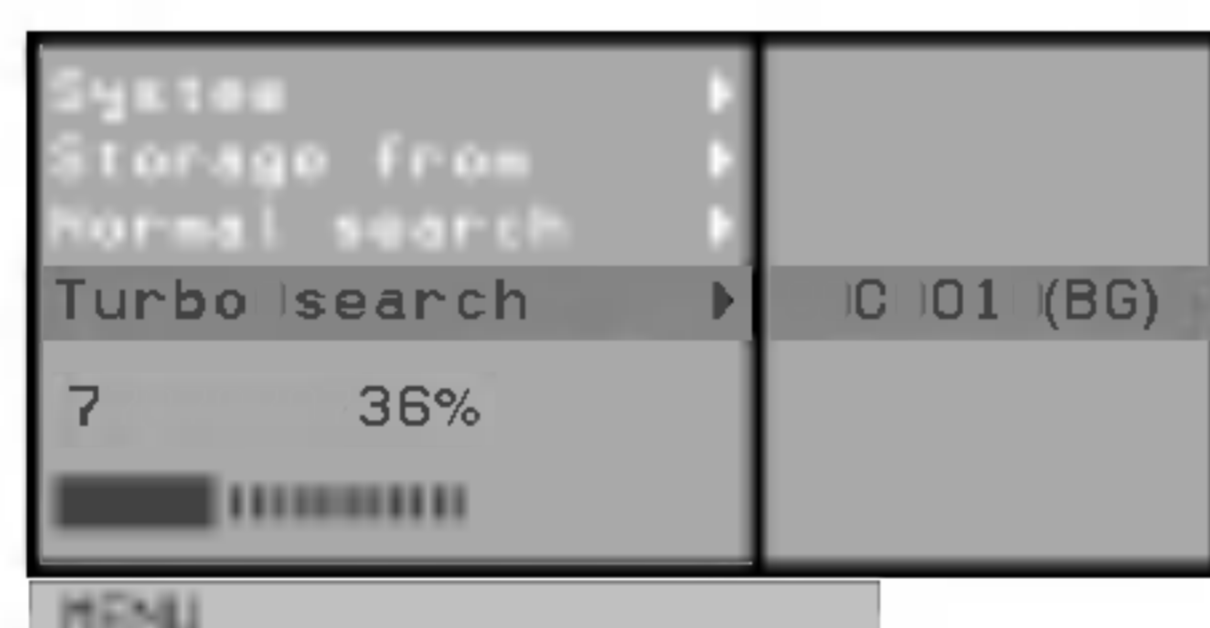 System
Storage from
Normal search
Turbo search C 01 (BG)
7 36%
MENU